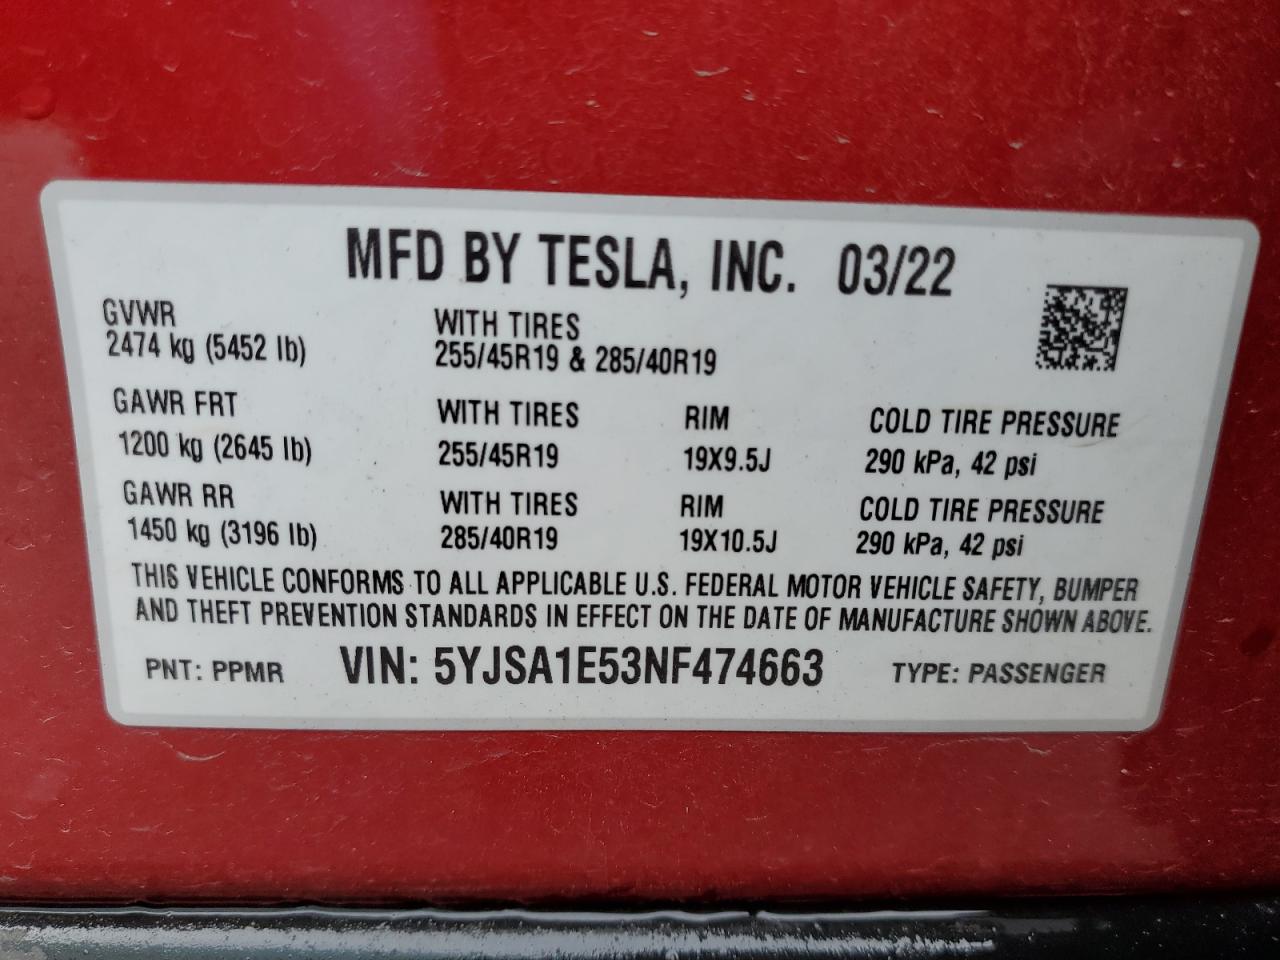 MFD BY TESLA, INC. 03/22
GVWR
2474 kg (5452 lb)
WITH TIRES
255/45R19 & 285/40R19
GAWR FRT WITH TIRES RIM COLD TIRE PRESSURE
1200 kg (2645 lb) 255/45R19 19X9.5J 290 kPa, 42 psi
GAWR RR WITH TIRES RIM COLD TIRE PRESSURE
1450 kg (3196 lb) 285/40R19 19X10.5J 290 kPa, 42 psi
THIS VEHICLE CONFORMS TO ALL APPLICABLE U.S. FEDERAL MOTOR VEHICLE SAFETY, BUMPER
AND THEFT PREVENTION STANDARDS IN EFFECT ON THE DATE OF MANUFACTURE SHOWN ABOVE.
PNT: PPMR VIN: 5YJSA1E53NF474663 TYPE: PASSENGER